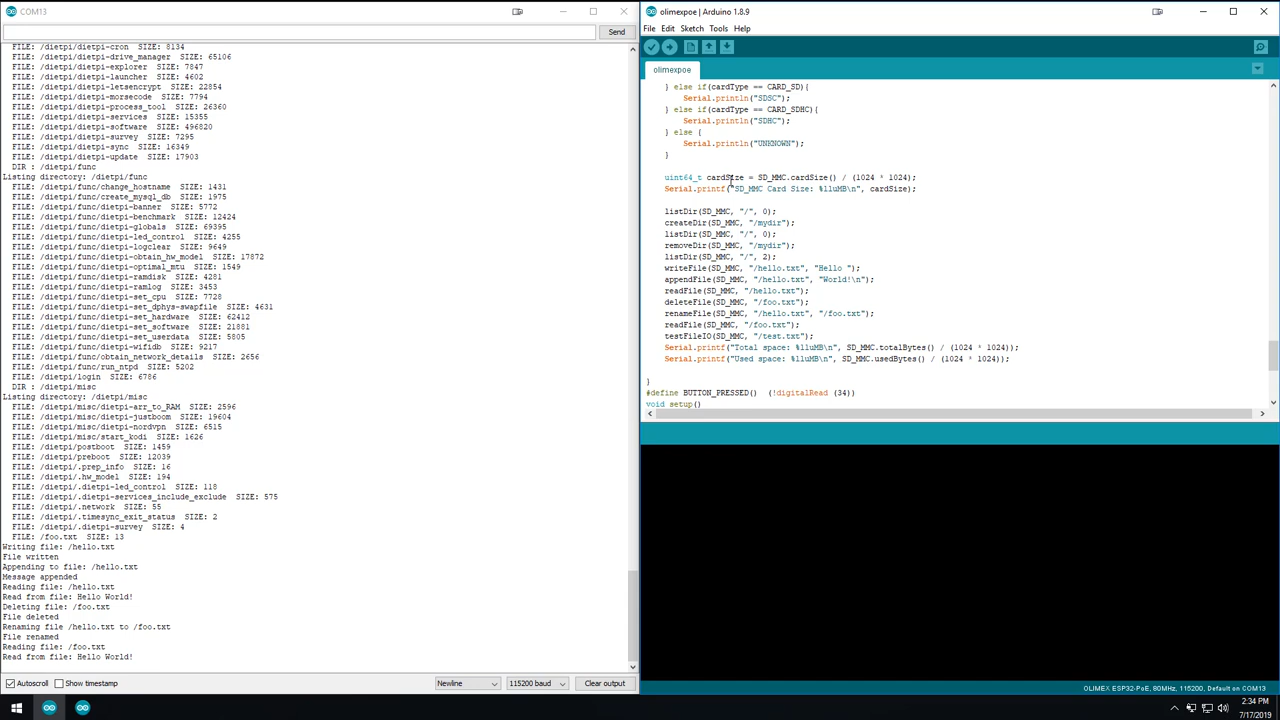 COM13
Send
FILE: /dietpi/dietpi-cron  SIZE: 8134
FILE: /dietpi/dietpi-drive_manager  SIZE: 65106
FILE: /dietpi/dietpi-explorer  SIZE: 7847
FILE: /dietpi/dietpi-launcher  SIZE: 4602
FILE: /dietpi/dietpi-letsencrypt  SIZE: 22854
FILE: /dietpi/dietpi-morsecode  SIZE: 7794
FILE: /dietpi/dietpi-process_tool  SIZE: 26360
FILE: /dietpi/dietpi-services  SIZE: 15355
FILE: /dietpi/dietpi-software  SIZE: 496820
FILE: /dietpi/dietpi-survey  SIZE: 7295
FILE: /dietpi/dietpi-sync  SIZE: 16349
FILE: /dietpi/dietpi-update  SIZE: 17903
DIR : /dietpi/func
Listing directory: /dietpi/func
FILE: /dietpi/func/change_hostname  SIZE: 1431
FILE: /dietpi/func/create_mysql_db  SIZE: 1975
FILE: /dietpi/func/dietpi-banner  SIZE: 5772
FILE: /dietpi/func/dietpi-benchmark  SIZE: 12424
FILE: /dietpi/func/dietpi-globals  SIZE: 69395
FILE: /dietpi/func/dietpi-led_control  SIZE: 4255
FILE: /dietpi/func/dietpi-logclear  SIZE: 9649
FILE: /dietpi/func/dietpi-obtain_hw_model  SIZE: 17872
FILE: /dietpi/func/dietpi-optimal_mtu  SIZE: 1549
FILE: /dietpi/func/dietpi-ramdisk  SIZE: 4281
FILE: /dietpi/func/dietpi-ramlog  SIZE: 3453
FILE: /dietpi/func/dietpi-set_cpu  SIZE: 7728
FILE: /dietpi/func/dietpi-set_dphys-swapfile  SIZE: 4631
FILE: /dietpi/func/dietpi-set_hardware  SIZE: 62412
FILE: /dietpi/func/dietpi-set_software  SIZE: 21881
FILE: /dietpi/func/dietpi-set_userdata  SIZE: 5805
FILE: /dietpi/func/dietpi-wifidb  SIZE: 9217
FILE: /dietpi/func/obtain_network_details  SIZE: 2656
FILE: /dietpi/func/run_ntpd  SIZE: 5202
FILE: /dietpi/login  SIZE: 6786
DIR : /dietpi/misc
Listing directory: /dietpi/misc
FILE: /dietpi/misc/dietpi-arr_to_RAM  SIZE: 2596
FILE: /dietpi/misc/dietpi-justboom  SIZE: 19604
FILE: /dietpi/misc/dietpi-nordvpn  SIZE: 6515
FILE: /dietpi/misc/start_kodi  SIZE: 1626
FILE: /dietpi/postboot  SIZE: 1459
FILE: /dietpi/preboot  SIZE: 12039
FILE: /dietpi/.prep_info  SIZE: 16
FILE: /dietpi/.hw_model  SIZE: 194
FILE: /dietpi/.dietpi-led_control  SIZE: 118
FILE: /dietpi/.dietpi-services_include_exclude  SIZE: 575
FILE: /dietpi/.network  SIZE: 55
FILE: /dietpi/.timesync_exit_status  SIZE: 2
FILE: /dietpi/.dietpi-survey  SIZE: 4
FILE: /foo.txt  SIZE: 13
Writing file: /hello.txt
File written
Appending to file: /hello.txt
Message appended
Reading file: /hello.txt
Read from file: Hello World!
Deleting file: /foo.txt
File deleted
Renaming file /hello.txt to /foo.txt
File renamed
Reading file: /foo.txt
Read from file: Hello World!
Autoscroll Show timestamp Newline 115200 baud Clear output
olimexpoe | Arduino 1.8.9
File Edit Sketch Tools Help
olimexpoe
} else if(cardType == CARD_SD){
Serial.println("SDSC");
} else if(cardType == CARD_SDHC){
Serial.println("SDHC");
} else {
Serial.println("UNKNOWN");
}
uint64_t cardSize = SD_MMC.cardSize() / (1024 * 1024);
Serial.printf("SD_MMC Card Size: %lluMB\n", cardSize);
listDir(SD_MMC, "/", 0);
createDir(SD_MMC, "/mydir");
listDir(SD_MMC, "/", 0);
removeDir(SD_MMC, "/mydir");
listDir(SD_MMC, "/", 2);
writeFile(SD_MMC, "/hello.txt", "Hello ");
appendFile(SD_MMC, "/hello.txt", "World!\n");
readFile(SD_MMC, "/hello.txt");
deleteFile(SD_MMC, "/foo.txt");
renameFile(SD_MMC, "/hello.txt", "/foo.txt");
readFile(SD_MMC, "/foo.txt");
testFileIO(SD_MMC, "/test.txt");
Serial.printf("Total space: %lluMB\n", SD_MMC.totalBytes() / (1024 * 1024));
Serial.printf("Used space: %lluMB\n", SD_MMC.usedBytes() / (1024 * 1024));
}
#define BUTTON_PRESSED()  (!digitalRead (34))
void setup()
OLIMEX ESP32-PoE, 80MHz, 115200, Default on COM13
2:34 PM
7/17/2019